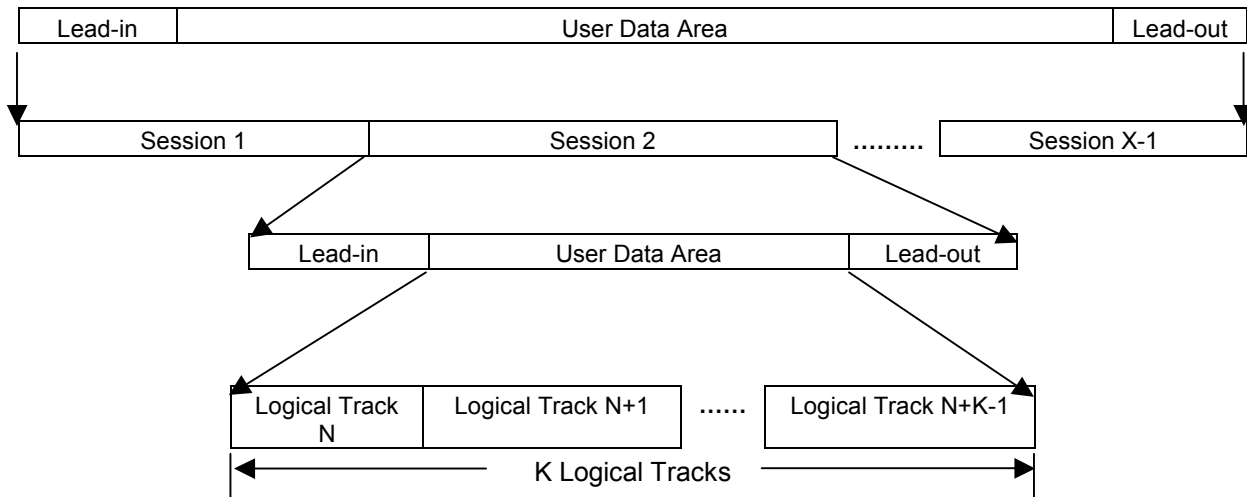 Lead-in User Data Area Lead-out
Session 1 Session 2 ......... Session X-1
Lead-in User Data Area Lead-out
Logical Track N Logical Track N+1 ...... Logical Track N+K-1
K Logical Tracks